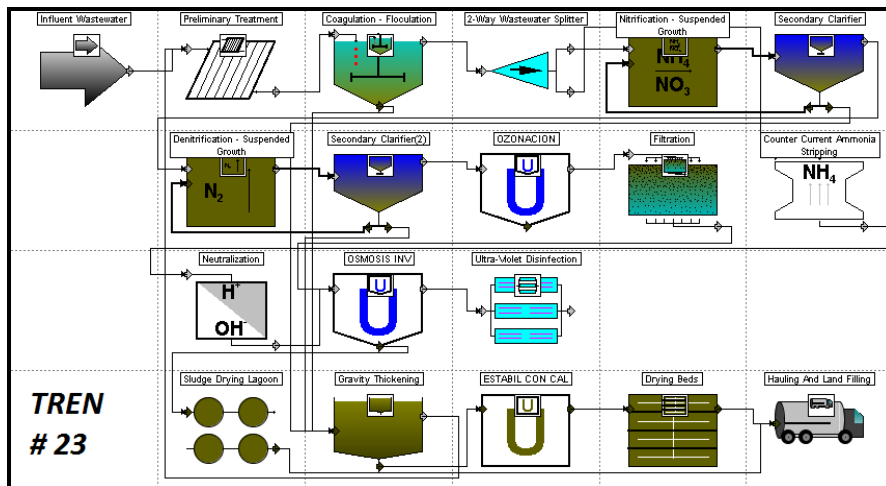 Influent Wastewater
Preliminary Treatment
Coagulation - Floculation
2-Way Wastewater Splitter
Nitrification - Suspended
Growth
Secondary Clarifier
NH4
NO3
Denitrification - Suspended
Growth
Secondary Clarifier(2)
OZONACION
Filtration
Counter Current Ammonia
Stripping
N2
U
NH4
Neutralization
OSMOSIS INV
Ultra-Violet Disinfection
H+
OH-
U
TREN
# 23
Sludge Drying Lagoon
Gravity Thickening
ESTABIL CON CAL
Drying Beds
Hauling And Land Filling
U